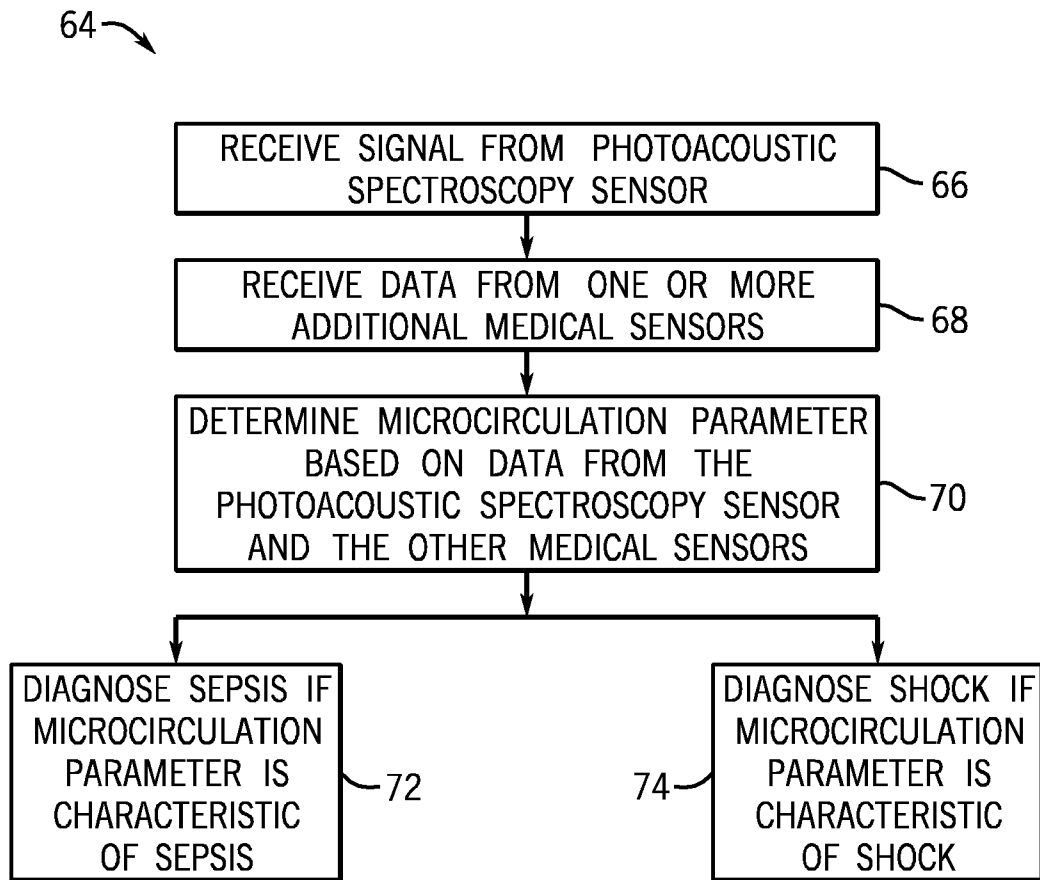 64
RECEIVE SIGNAL FROM PHOTOACOUSTIC
SPECTROSCOPY SENSOR
66
RECEIVE DATA FROM ONE OR MORE
ADDITIONAL MEDICAL SENSORS
68
DETERMINE MICROCIRCULATION PARAMETER
BASED ON DATA FROM THE
PHOTOACOUSTIC SPECTROSCOPY SENSOR
AND THE OTHER MEDICAL SENSORS
70
DIAGNOSE SEPSIS IF
MICROCIRCULATION
PARAMETER IS
CHARACTERISTIC
OF SEPSIS
72
74
DIAGNOSE SHOCK IF
MICROCIRCULATION
PARAMETER IS
CHARACTERISTIC
OF SHOCK